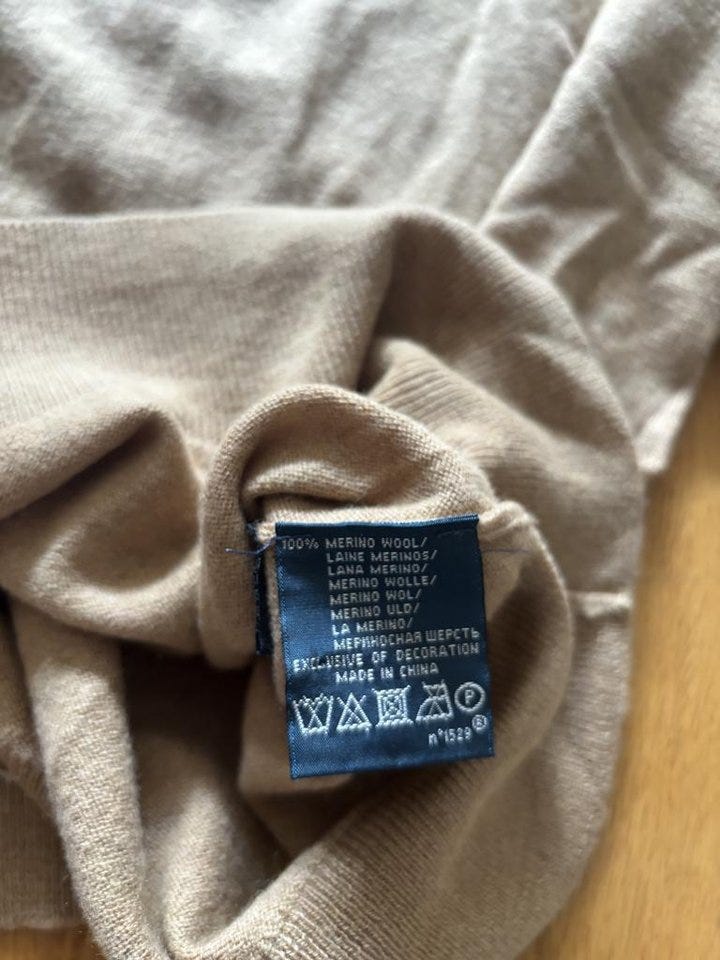 100% MERINO WOOL/
LAINE MERINOS/
LANA MERINO/
MERINO WOLLE/
MERINO WOL/
MERINO ULD/
LA MERINO/
МЕРИНОСНАЯ ШЕРСТЬ
EXCLUSIVE OF DECORATION
MADE IN CHINA
P
n°1529 ®